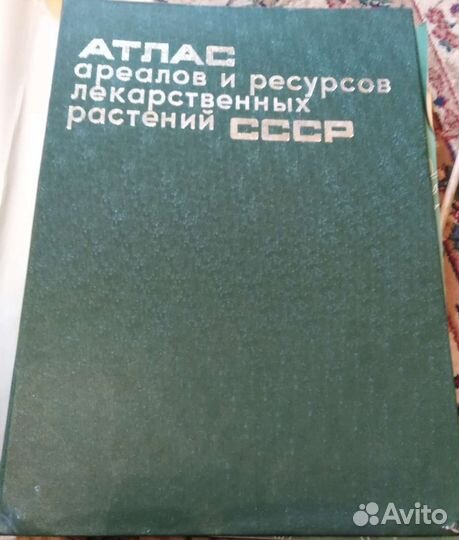 АТЛАС
ареалов и ресурсов
лекарственных
растений СССР
Avito